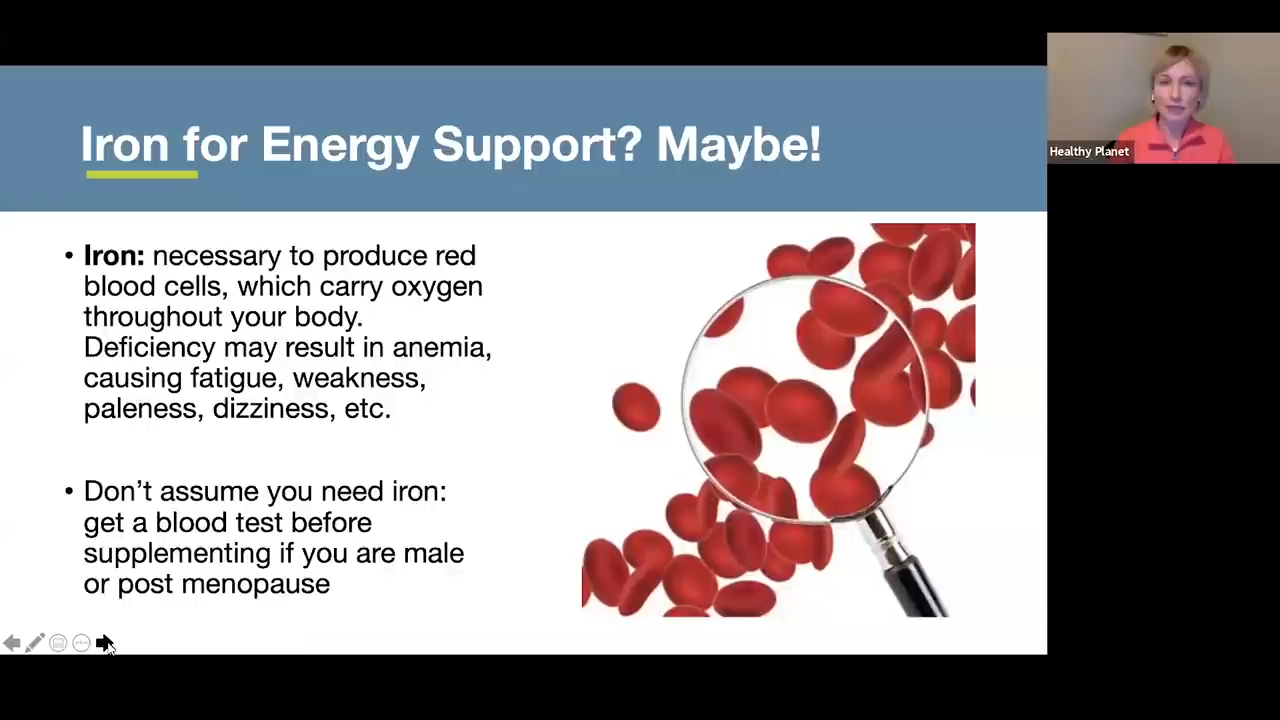 Iron for Energy Support? Maybe!
Healthy Planet
• Iron: necessary to produce red
blood cells, which carry oxygen
throughout your body.
Deficiency may result in anemia,
causing fatigue, weakness,
paleness, dizziness, etc.
• Don’t assume you need iron:
get a blood test before
supplementing if you are male
or post menopause